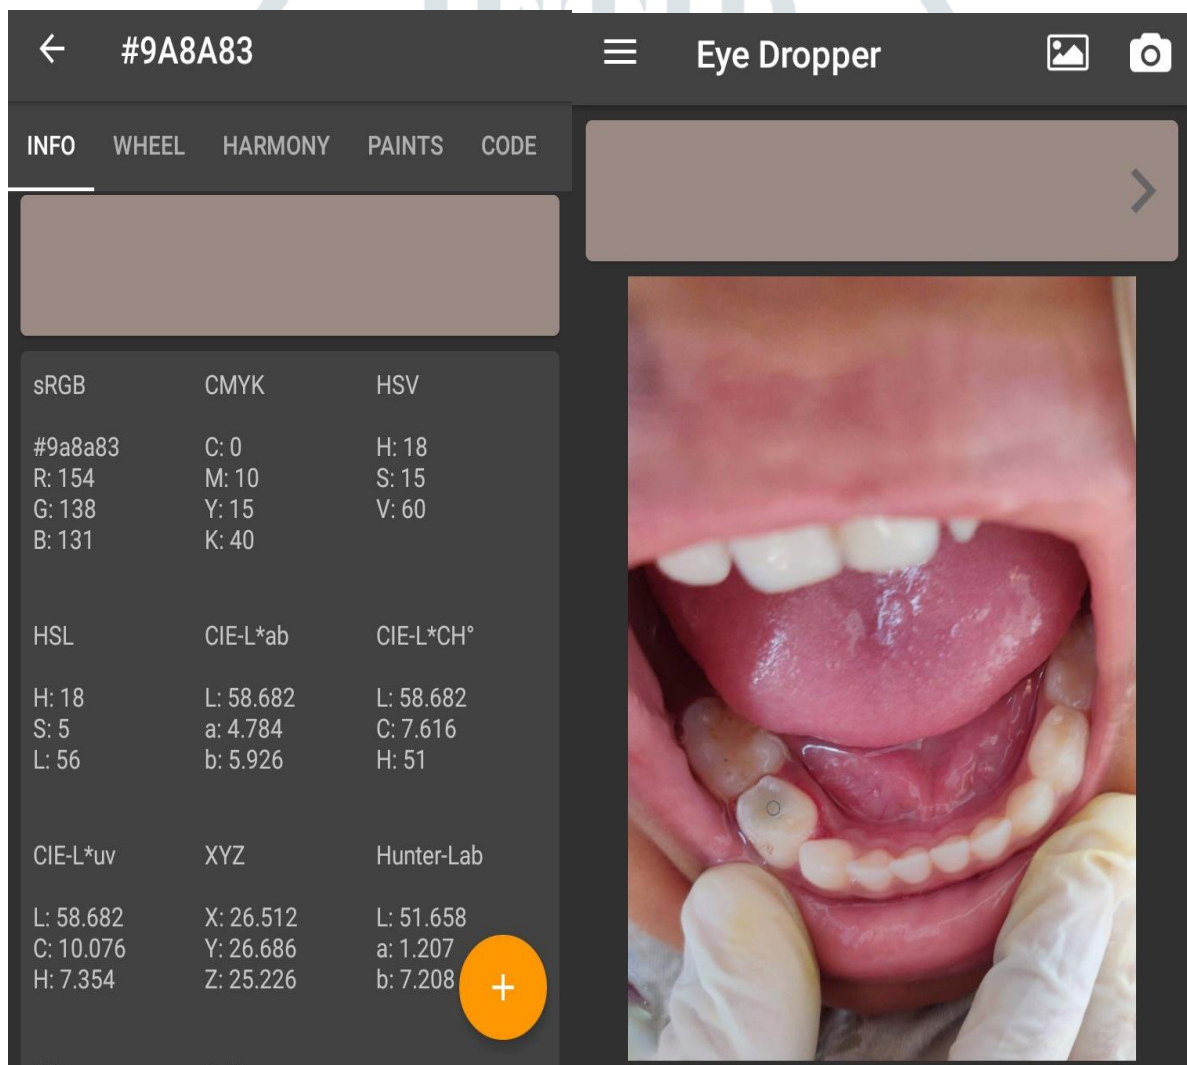 #9A8A83
INFO WHEEL HARMONY PAINTS CODE
sRGB CMYK HSV
#9a8a83 C: 0 H: 18
R: 154 M: 10 S: 15
G: 138 Y: 15 V: 60
B: 131 K: 40
HSL CIE-L*ab CIE-L*CH°
H: 18 L: 58.682 L: 58.682
S: 5 a: 4.784 C: 7.616
L: 56 b: 5.926 H: 51
CIE-L*uv XYZ Hunter-Lab
L: 58.682 X: 26.512 L: 51.658
C: 10.076 Y: 26.686 a: 1.207
H: 7.354 Z: 25.226 b: 7.208
+
Eye Dropper